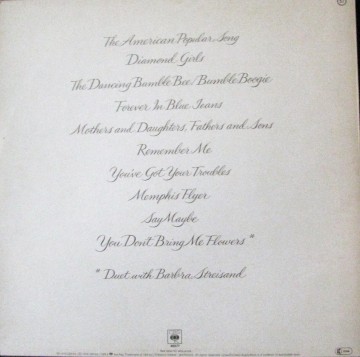 The American Popular Song
Diamond Girls
The Dancing Bumble Bee/Bumble Boogie
Forever In Blue Jeans
Mothers and Daughters, Fathers and Sons
Remember Me
You've Got Your Troubles
Memphis Flyer
Say Maybe
You Don't Bring Me Flowers*
*Duet with Barbra Streisand
CBS